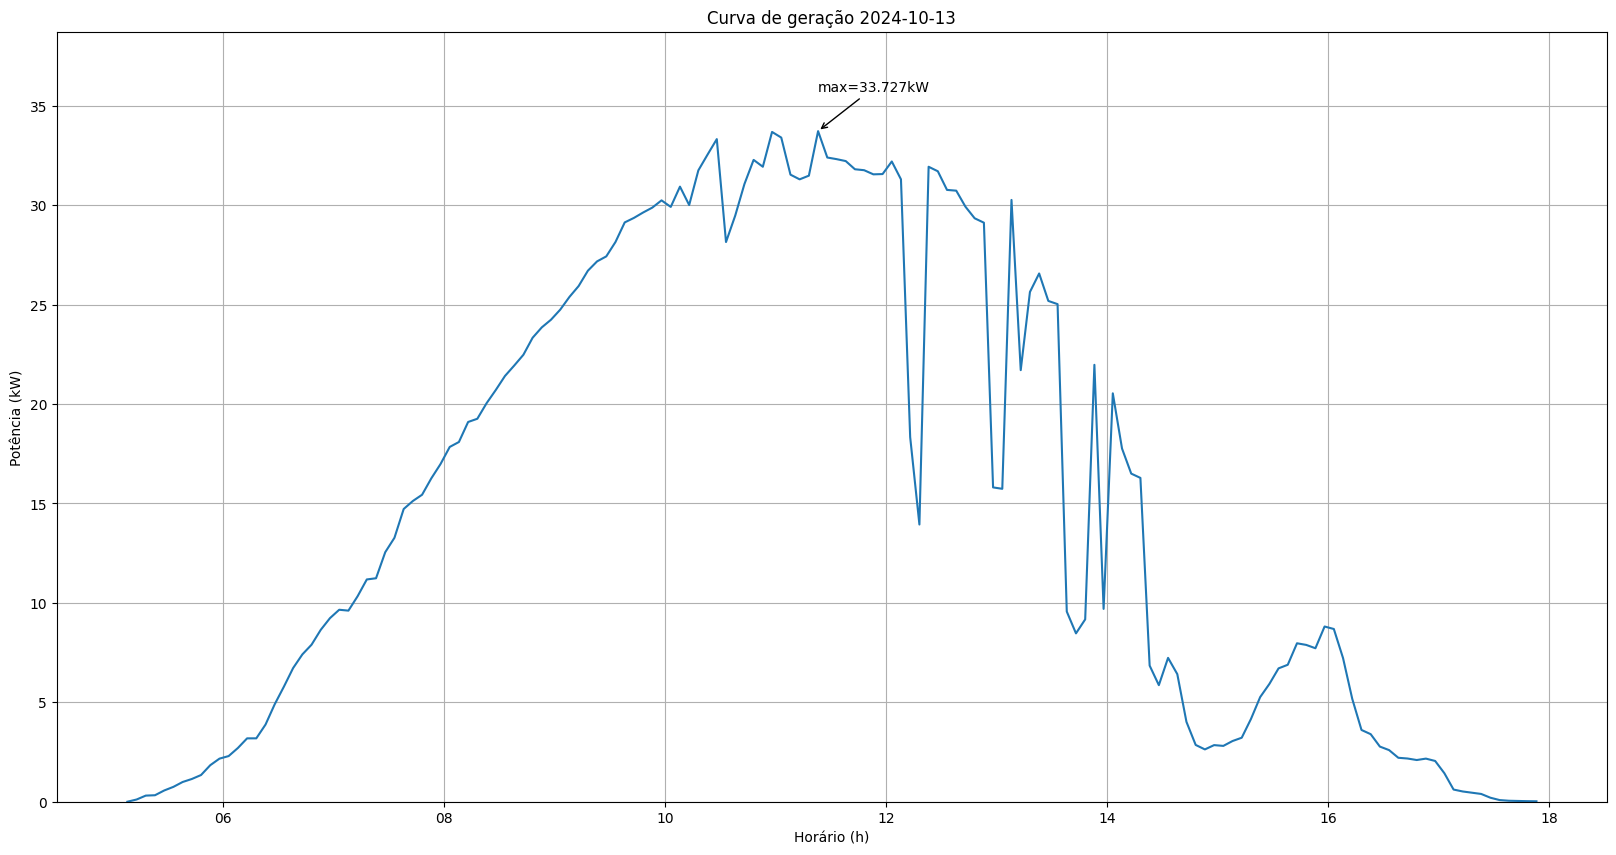 Curva de geração 2024-10-13
max=33.727kW
35
30
25
20
15
10
5
0
Potência (kW)
06 08 10 12 14 16 18
Horário (h)